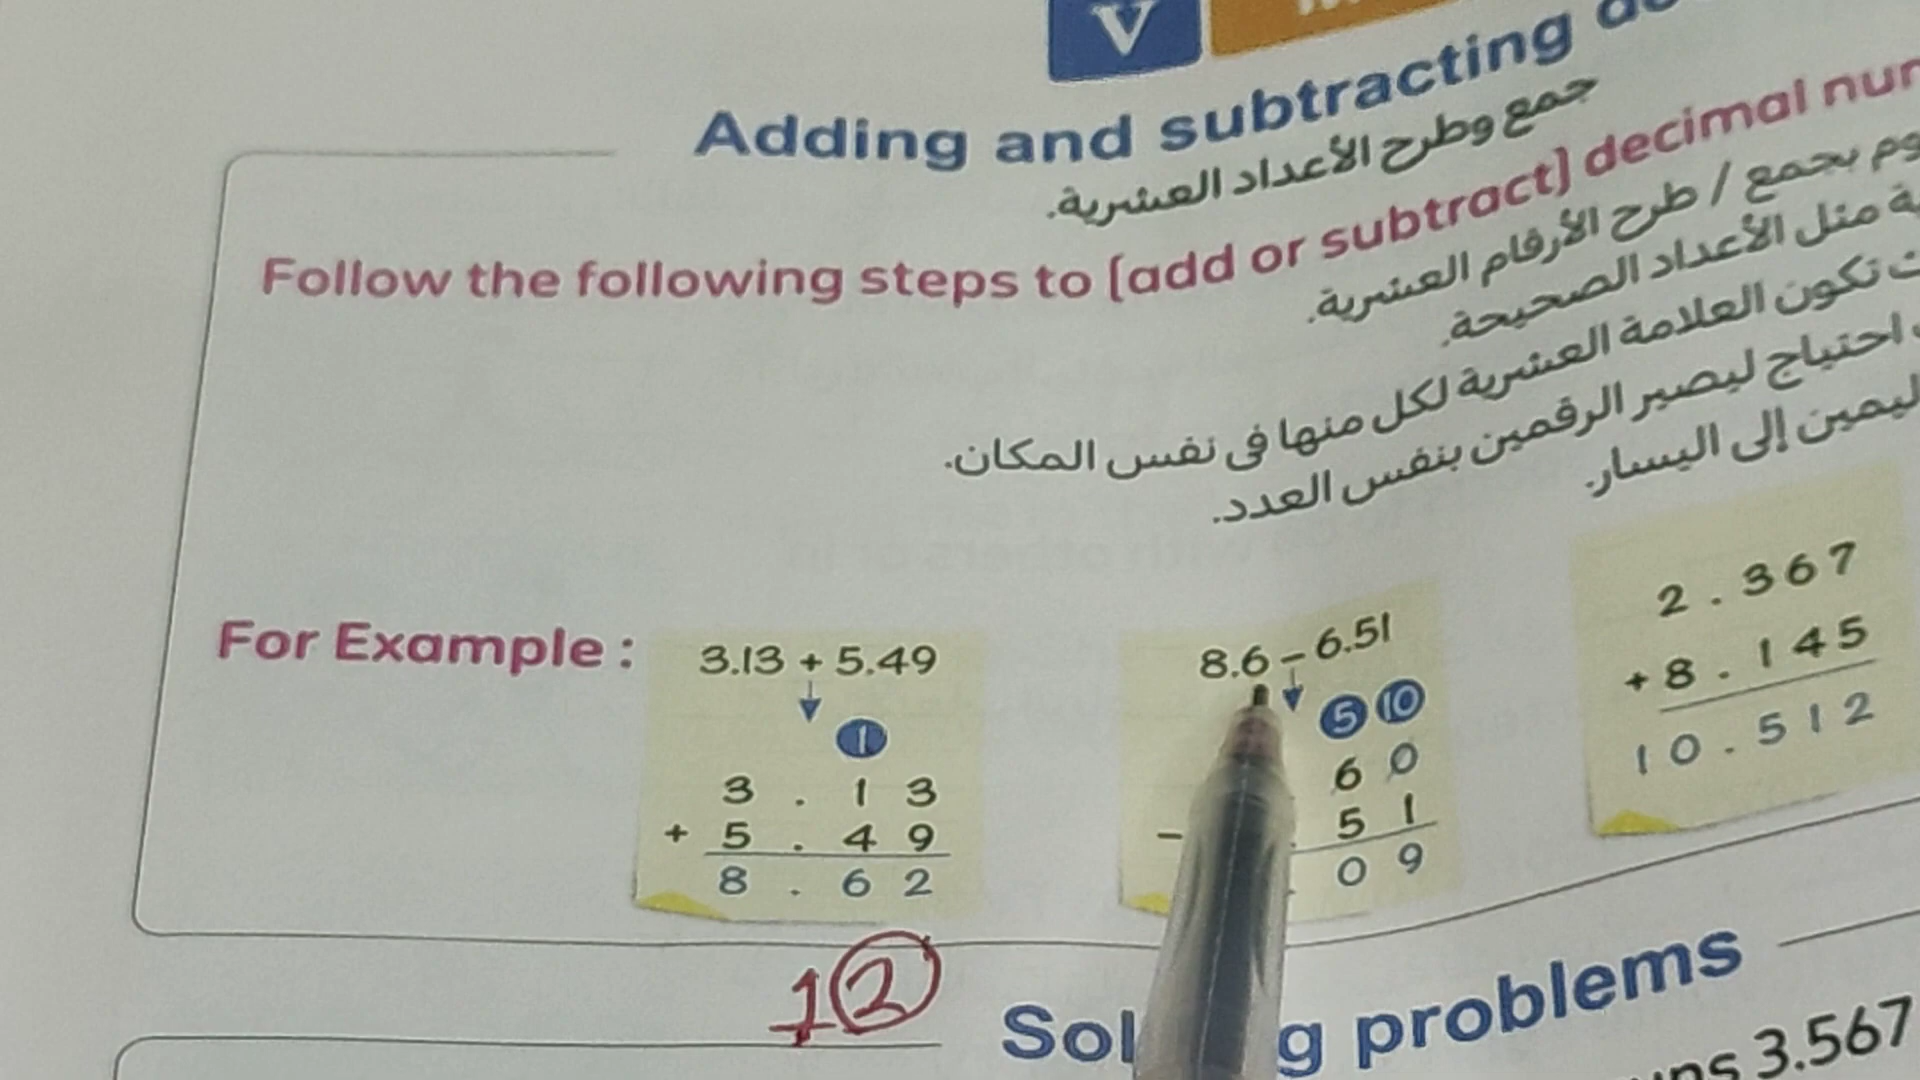 V
Adding and subtracting
جمع وطرح الأعداد العشرية.
Follow the following steps to (add or subtract) decimal
بجمع / طرح الأرقام العشرية.
مثل الأعداد الصحيحة.
تكون العلامة العشرية لكل منها في نفس المكان.
احتياج ليصير الرقمين بنفس العدد.
إلى اليسار.
For Example :
3.13 + 5.49
1
3 . 1 3
+ 5 . 4 9
8 . 6 2
8.6 - 6.51
5 10
6 0
- 5 1
. 0 9
2 . 3 6 7
+ 8 . 1 4 5
1 0 . 5 1 2
1 2
problems
3.567